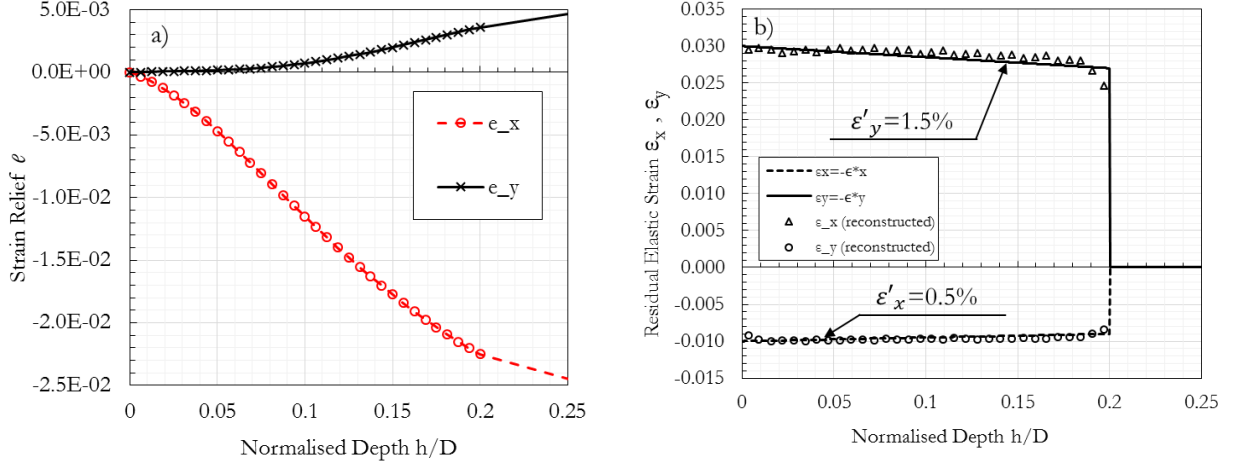 a)
5.0E-03
0.0E+00
-5.0E-03
-1.0E-02
-1.5E-02
-2.0E-02
-2.5E-02
Strain Relief e
e_x
e_y
0 0.05 0.1 0.15 0.2 0.25
Normalised Depth h/D
b)
0.035
0.030
0.025
0.020
0.015
0.010
0.005
0.000
-0.005
-0.010
-0.015
Residual Elastic Strain εx , εy
ε′y=1.5%
εx=-ϵ*x
εy=-ϵ*y
ε_x (reconstructed)
ε_y (reconstructed)
ε′x=0.5%
0 0.05 0.1 0.15 0.2 0.25
Normalised Depth h/D